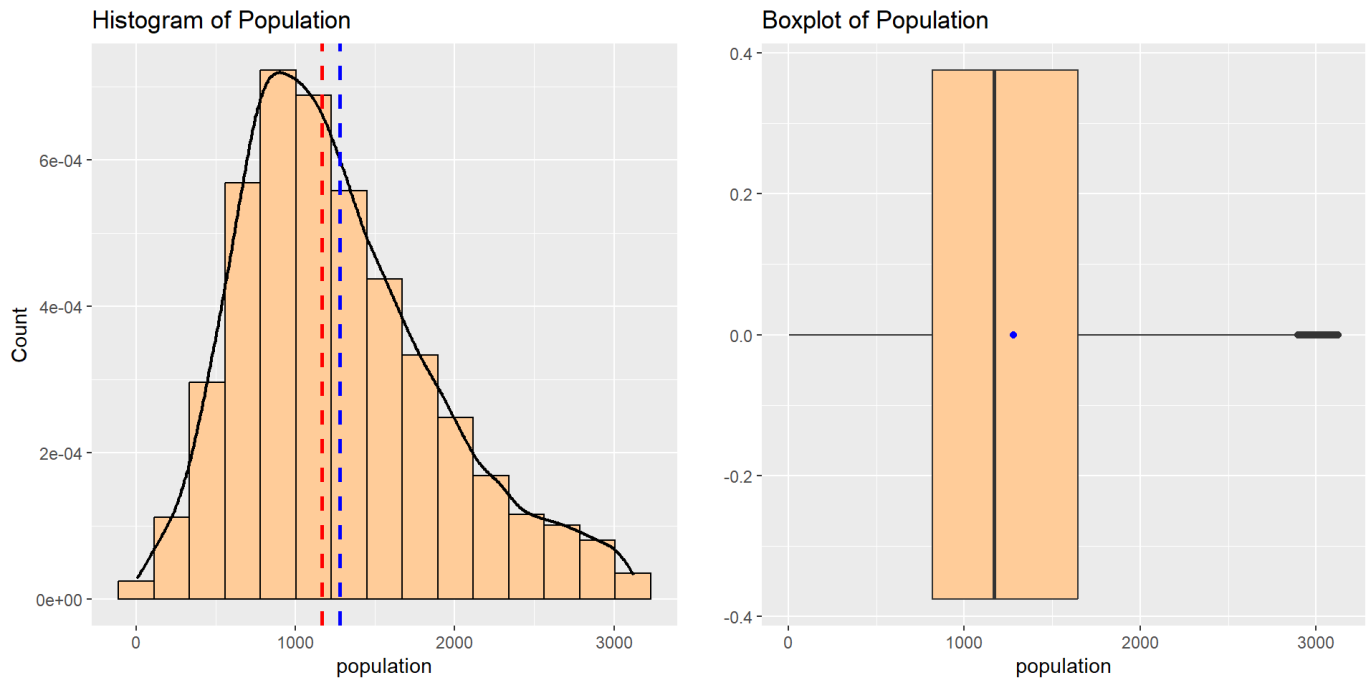 Histogram of Population
Count
6e-04
4e-04
2e-04
0e+00
0 1000 2000 3000
population
Boxplot of Population
0.4
0.2
0.0
-0.2
-0.4
0 1000 2000 3000
population